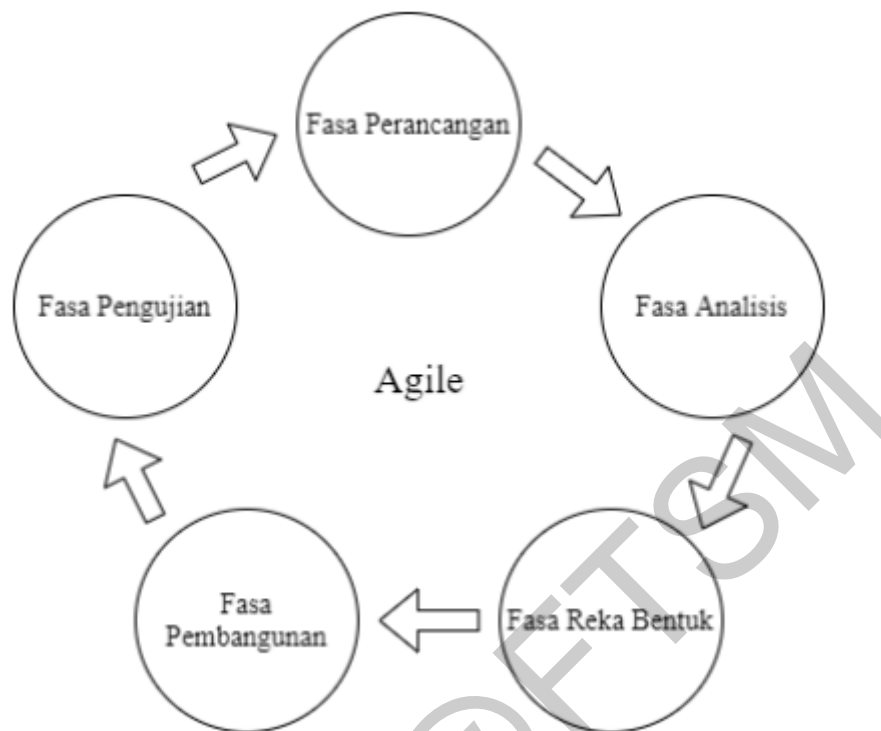 Fasa Perancangan
Fasa Pengujian
Fasa Analisis
Agile
Fasa
Pembangunan
Fasa Reka Bentuk
@FTSM